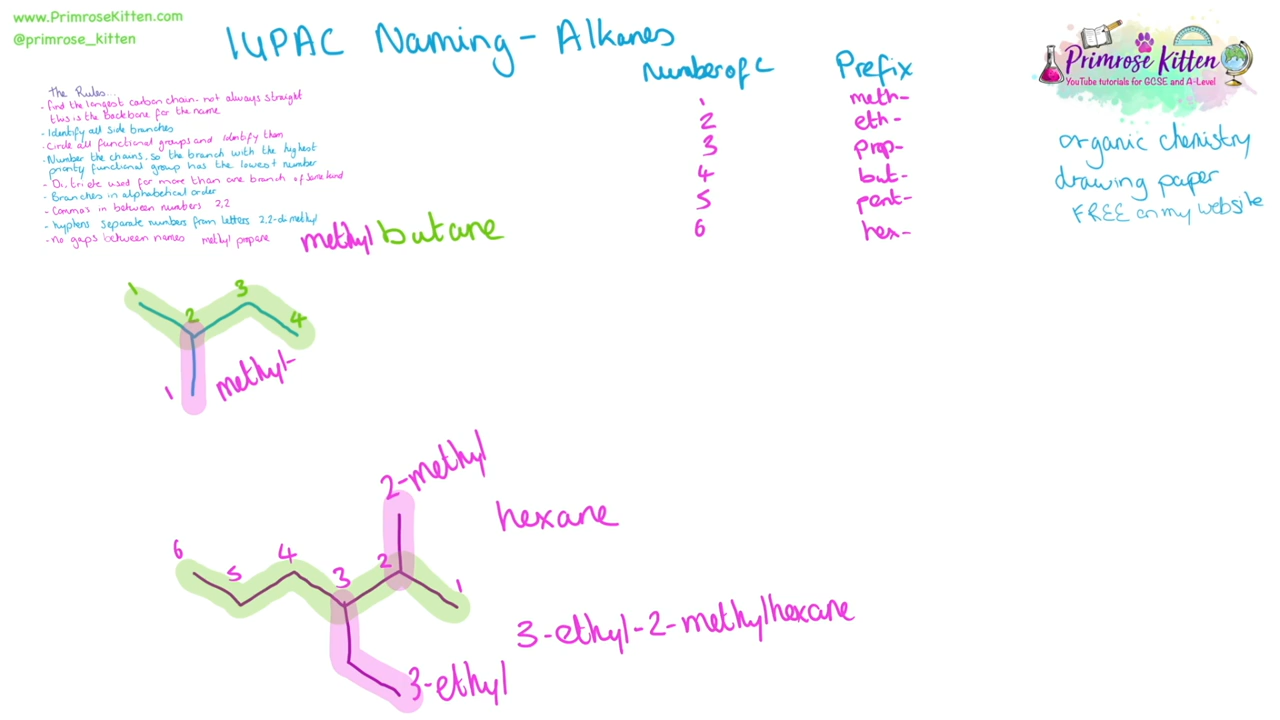 www.PrimroseKitten.com
@primrose_kitten
IUPAC Naming - Alkanes
The Rules...
- find the longest carbon chain - not always straight
this is the backbone for the name
- Identify all side branches
- Circle all functional groups and identify them
- Number the chains. So the branch with the highest
priority functional group has the lowest number
- Di, tri etc used for more than one branch of same kind
- Branches in alphabetical order
- Commas in between numbers 2,2
- hyphens separate numbers from letters 2,2-dimethyl
- no gaps between names methyl propane
Number of C Prefix
1 meth-
2 eth-
3 prop-
4 but-
5 pent-
6 hex-
Primrose Kitten
YouTube tutorials for GCSE and A-Level
organic chemistry
drawing paper
FREE on my website
methylbutane
1 2 3 4
1 methyl-
2-methyl
hexane
6 5 4 3 2 1
3-ethyl-2-methylhexane
3-ethyl